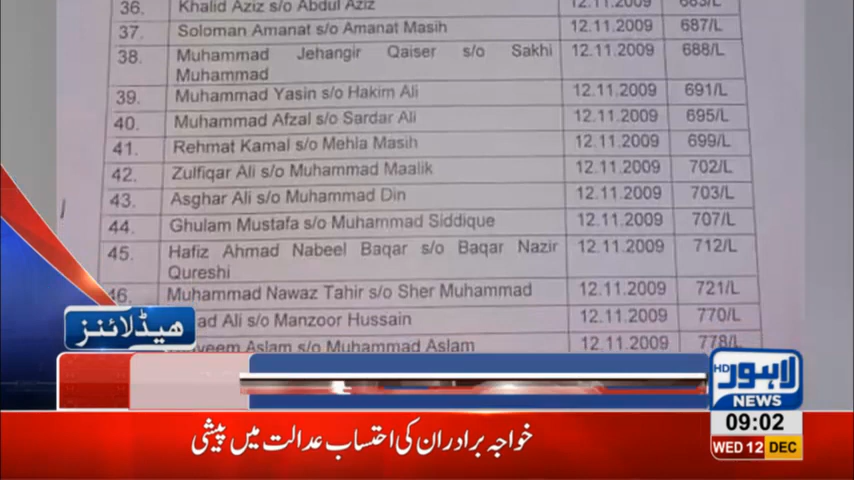 36. Khalid Aziz s/o Abdul Aziz 12.11.2009 683/L
37. Soloman Amanat s/o Amanat Masih 12.11.2009 687/L
38. Muhammad Jehangir Qaiser s/o Sakhi Muhammad 12.11.2009 688/L
39. Muhammad Yasin s/o Hakim Ali 12.11.2009 691/L
40. Muhammad Afzal s/o Sardar Ali 12.11.2009 695/L
41. Rehmat Kamal s/o Mehla Masih 12.11.2009 699/L
42. Zulfiqar Ali s/o Muhammad Maalik 12.11.2009 702/L
43. Asghar Ali s/o Muhammad Din 12.11.2009 703/L
44. Ghulam Mustafa s/o Muhammad Siddique 12.11.2009 707/L
45. Hafiz Ahmad Nabeel Baqar s/o Baqar Nazir Qureshi 12.11.2009 712/L
46. Muhammad Nawaz Tahir s/o Sher Muhammad 12.11.2009 721/L
Ali s/o Manzoor Hussain 12.11.2009 770/L
Aslam s/o Muhammad Aslam 12.11.2009 778/L
ہیڈلائنز
HD لاہور
NEWS
09:02
WED 12 DEC
خواجہ برادران کی احتساب عدالت میں پیشی